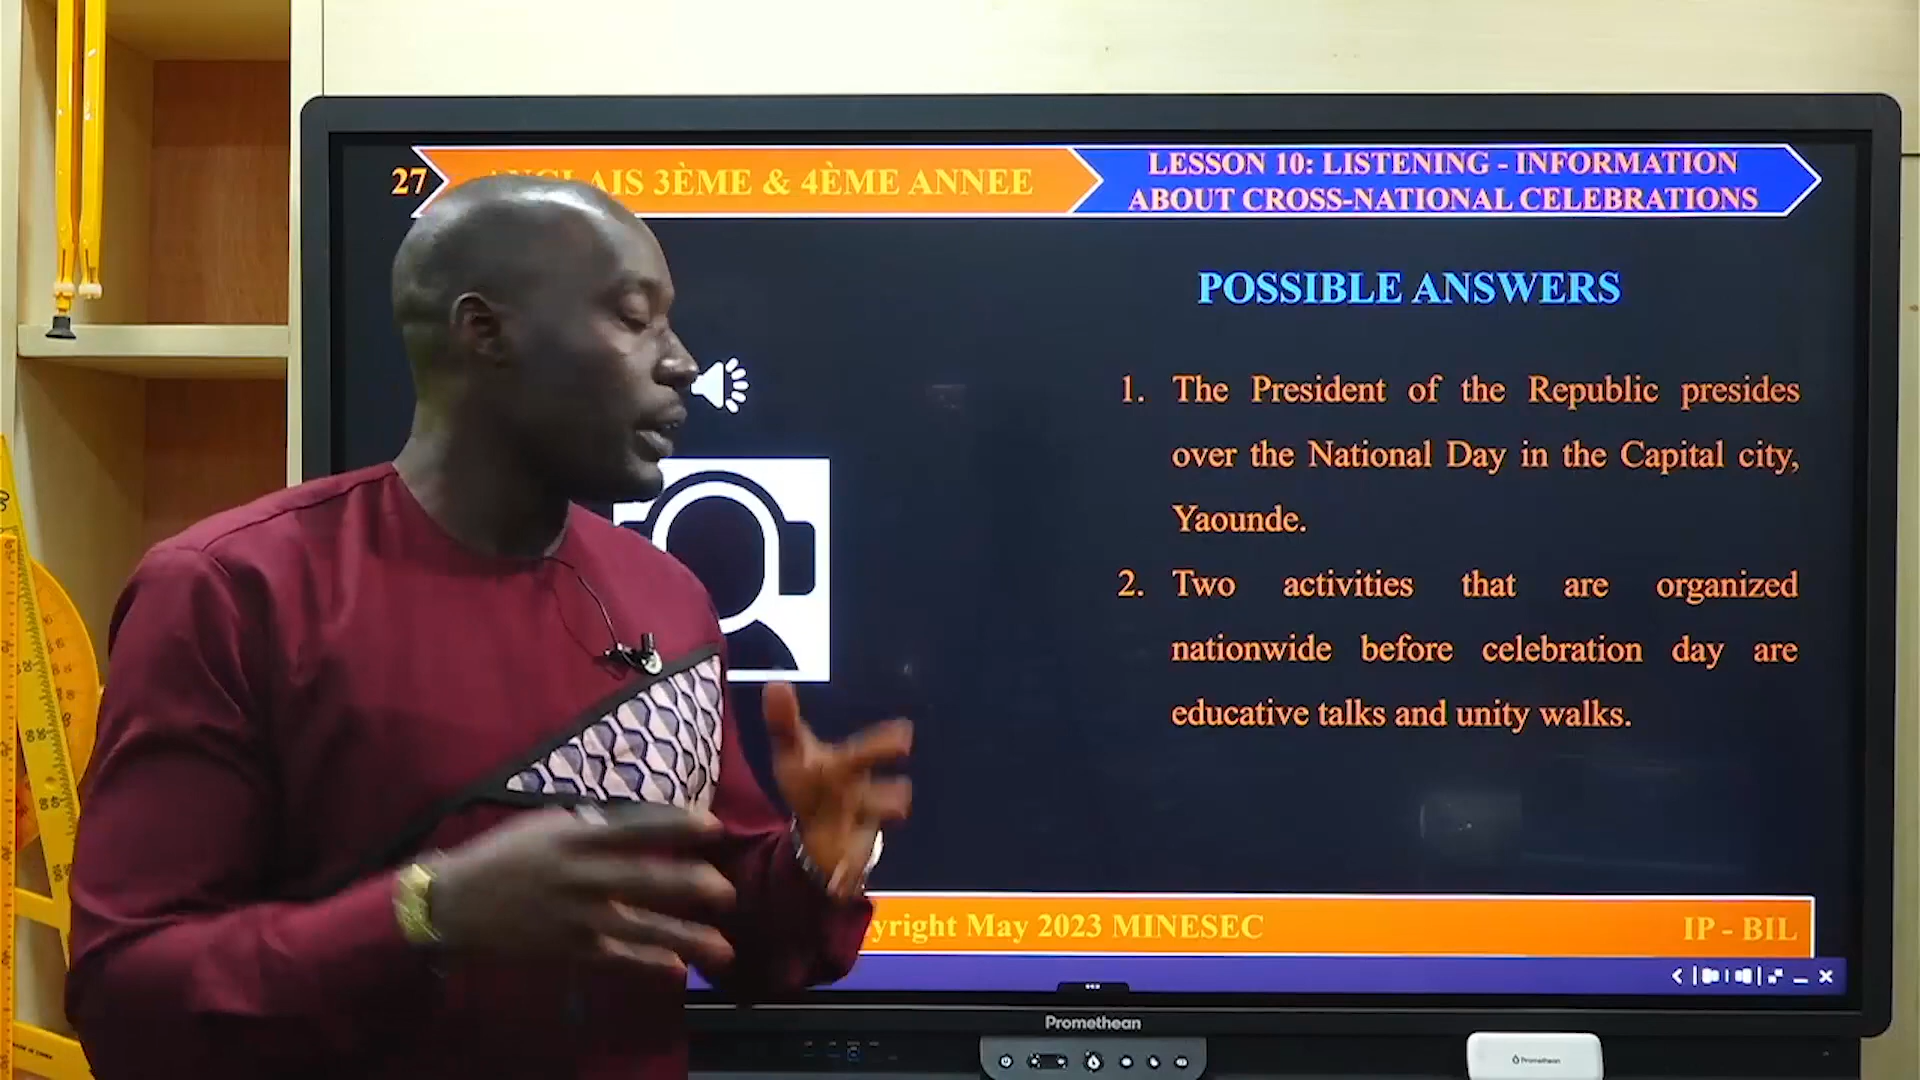 27
ANGLAIS 3ÈME & 4ÈME ANNEE
LESSON 10: LISTENING - INFORMATION
ABOUT CROSS-NATIONAL CELEBRATIONS
POSSIBLE ANSWERS
1. The President of the Republic presides
over the National Day in the Capital city,
Yaounde.
2. Two activities that are organized
nationwide before celebration day are
educative talks and unity walks.
yright May 2023 MINESEC
IP - BIL
Promethean
Promethean